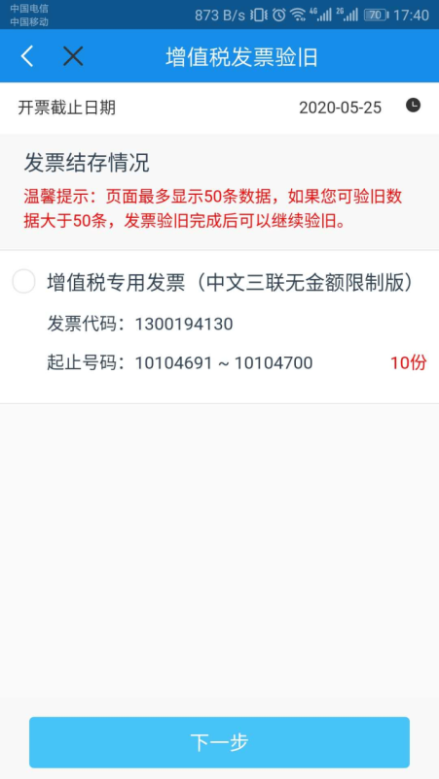 中国电信
中国移动
873 B/s 4G 2G 70 17:40
增值税发票验旧
开票截止日期 2020-05-25
发票结存情况
温馨提示：页面最多显示50条数据，如果您可验旧数
据大于50条，发票验旧完成后可以继续验旧。
增值税专用发票（中文三联无金额限制版）
发票代码：1300194130
起止号码：10104691 ~ 10104700 10份
下一步